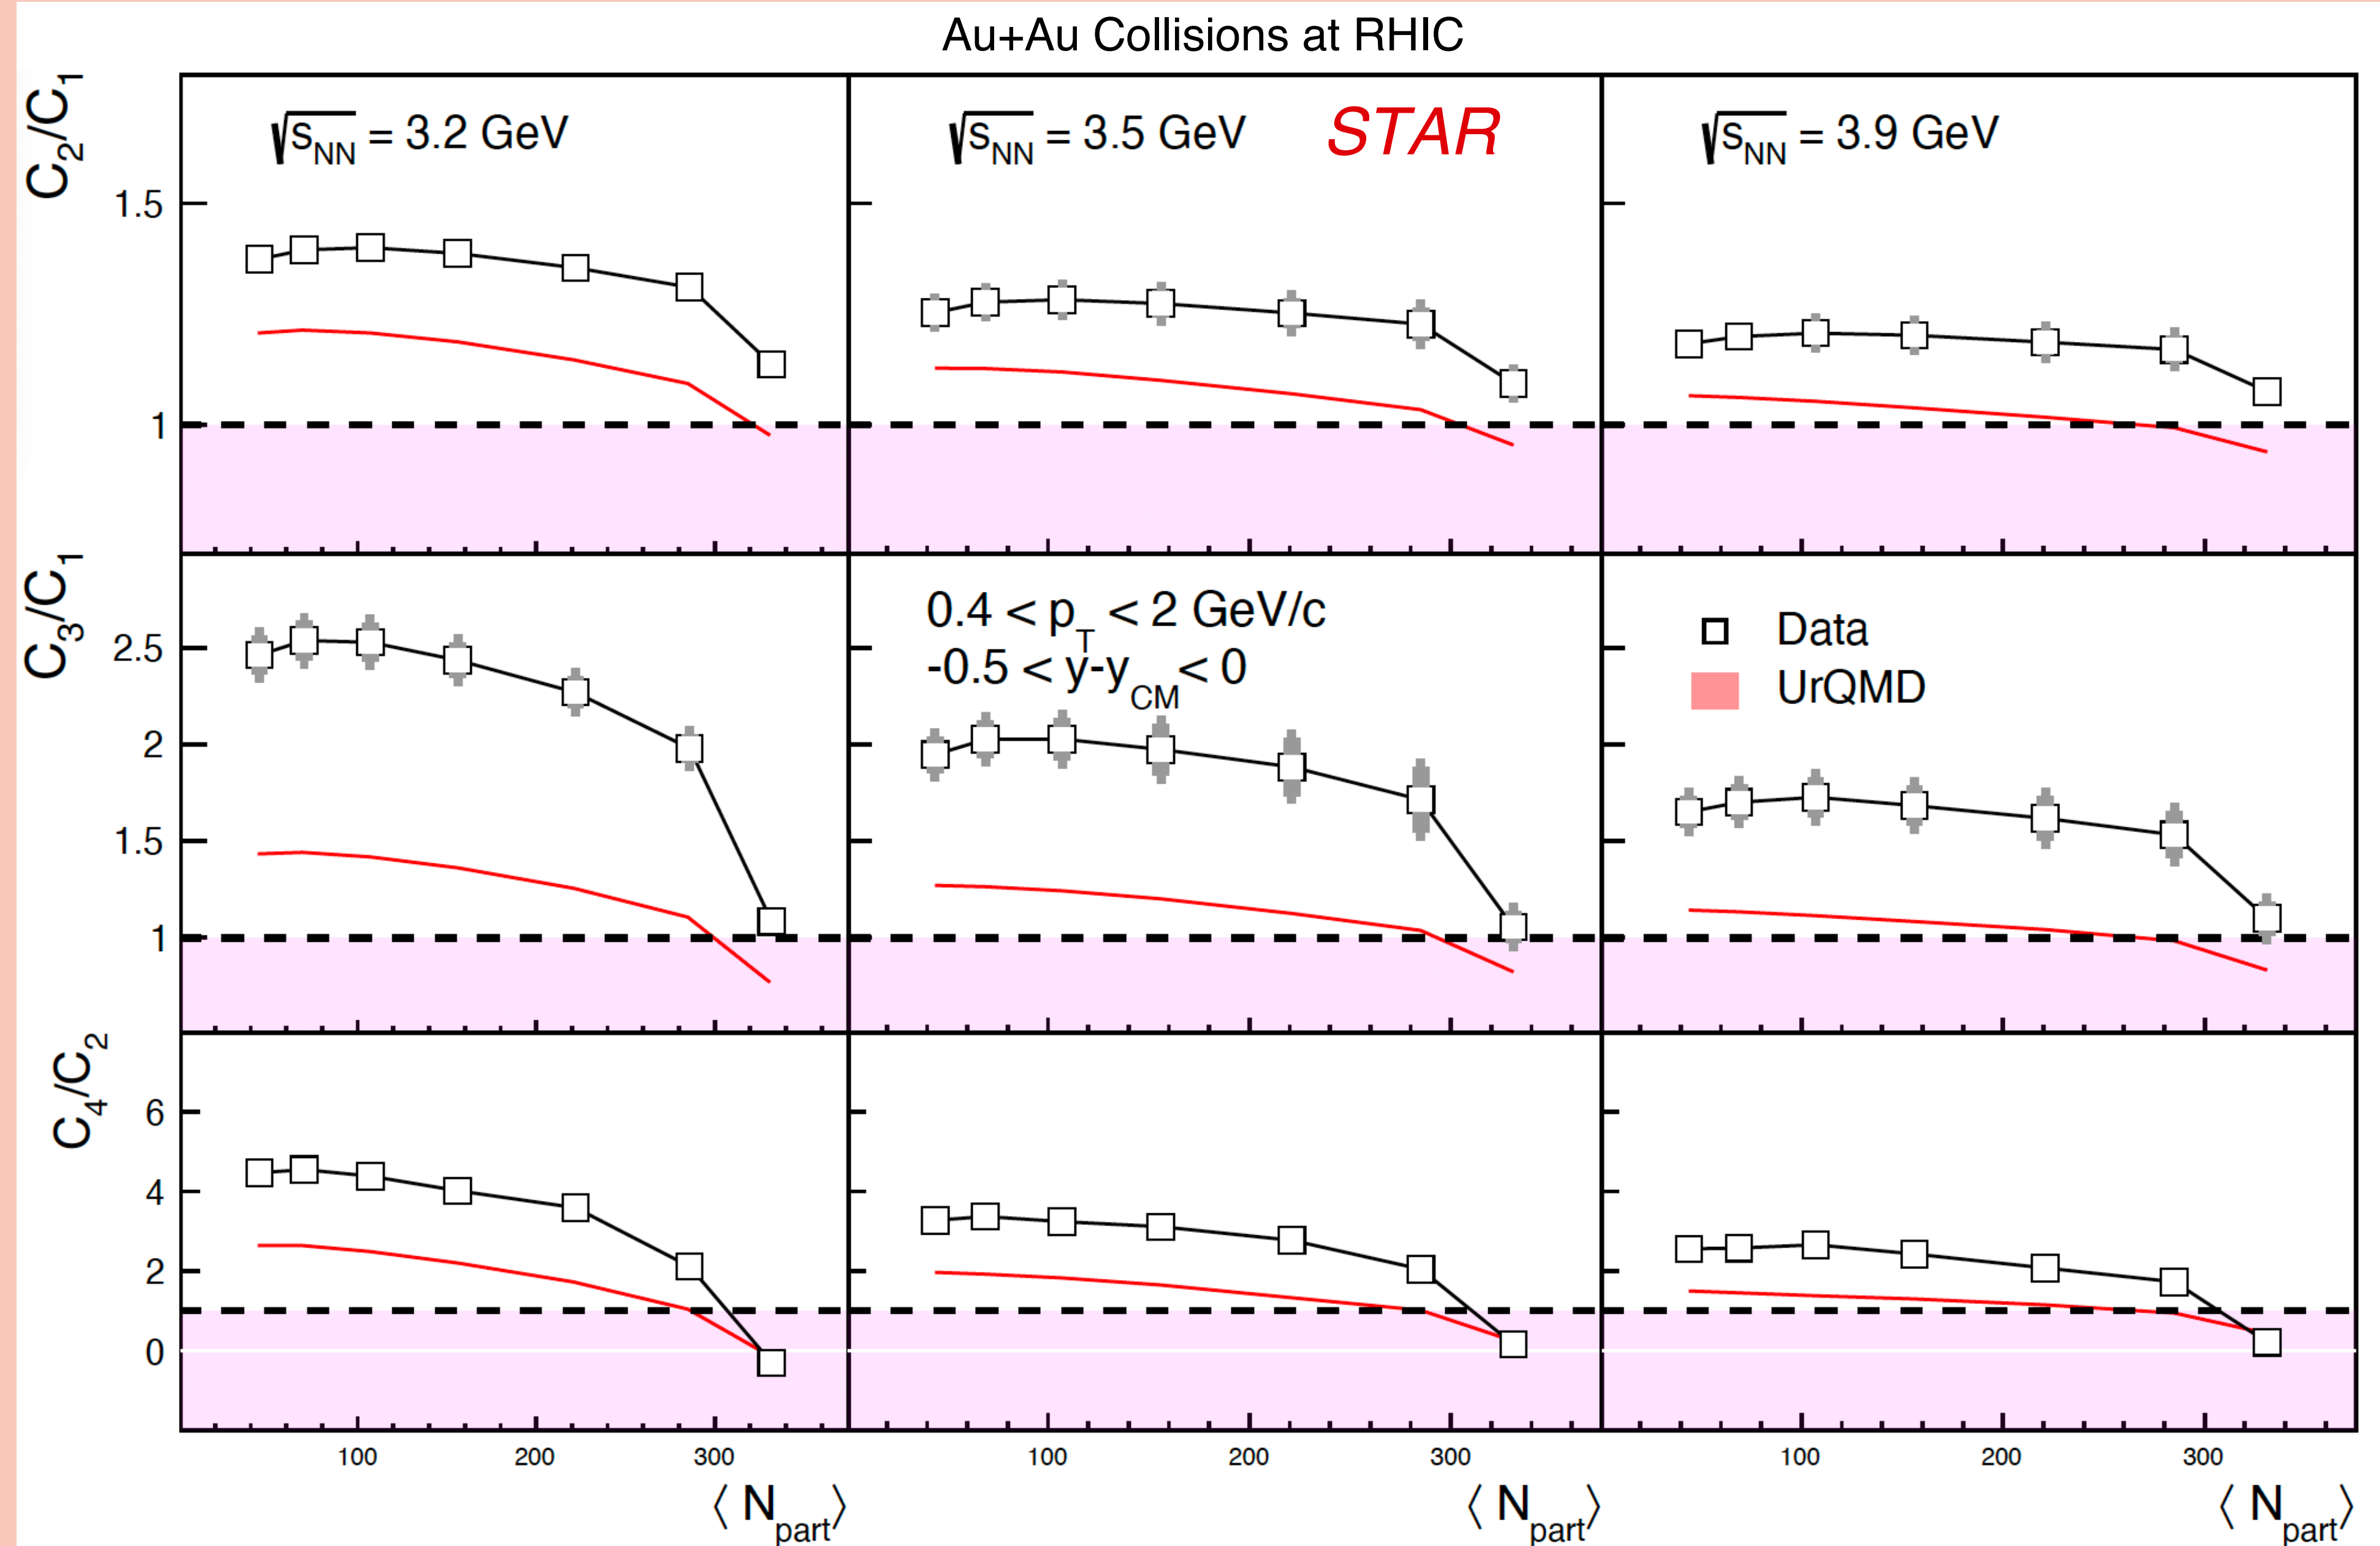 Au+Au Collisions at RHIC
C2/C1
√sNN = 3.2 GeV
√sNN = 3.5 GeV
STAR
√sNN = 3.9 GeV
1.5
1
C3/C1
0.4 < pT < 2 GeV/c
-0.5 < y-yCM < 0
Data
UrQMD
2.5
2
1.5
1
C4/C2
6
4
2
0
100 200 300
100 200 300
100 200 300
⟨ Npart⟩
⟨ Npart⟩
⟨ Npart⟩